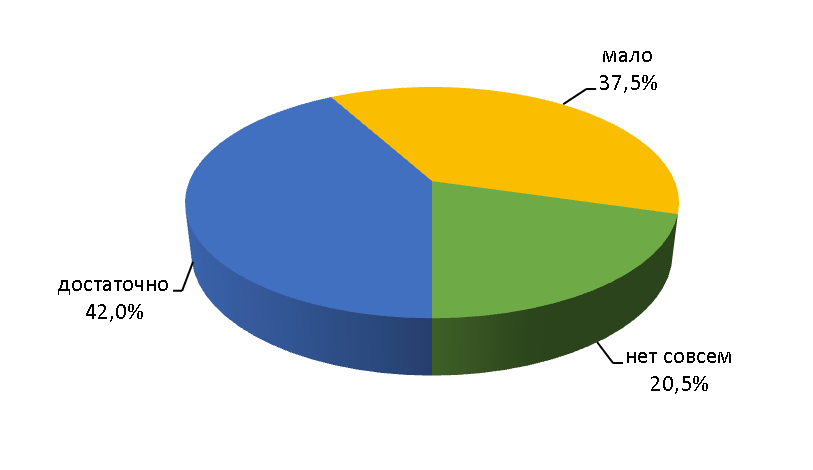 мало
37,5%
достаточно
42,0%
нет совсем
20,5%